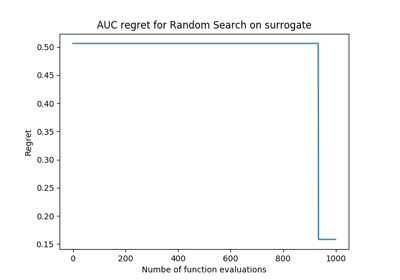 AUC regret for Random Search on surrogate
0.50
0.45
0.40
0.35
0.30
0.25
0.20
0.15
Regret
0 200 400 600 800 1000
Numbe of function evaluations